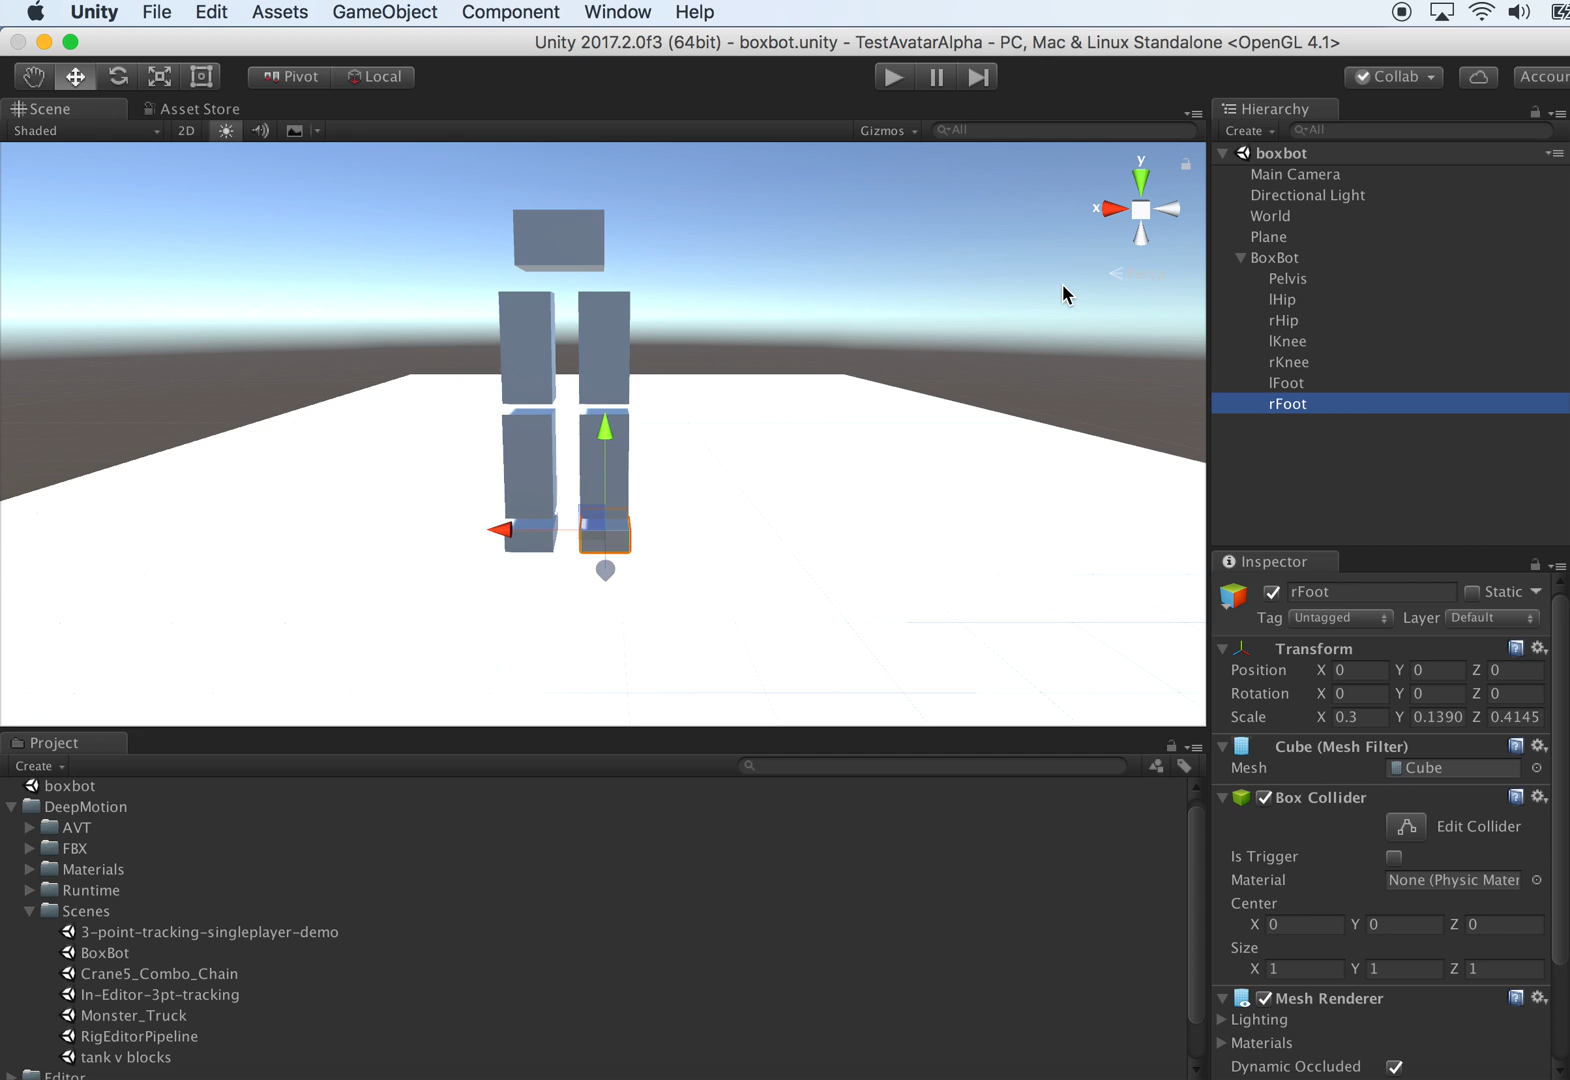 Unity File Edit Assets GameObject Component Window Help
Unity 2017.2.0f3 (64bit) - boxbot.unity - TestAvatarAlpha - PC, Mac & Linux Standalone <OpenGL 4.1>
Pivot Local Collab Accour
Scene Asset Store
Shaded 2D Gizmos All
y
x
Hierarchy
Create All
boxbot
Main Camera
Directional Light
World
Plane
BoxBot
Pelvis
lHip
rHip
lKnee
rKnee
lFoot
rFoot
Inspector
rFoot Static
Tag Untagged Layer Default
Transform
Position X 0 Y 0 Z 0
Rotation X 0 Y 0 Z 0
Scale X 0.3 Y 0.1390 Z 0.4145
Cube (Mesh Filter)
Mesh Cube
Box Collider
Edit Collider
Is Trigger
Material None (Physic Mater
Center
X 0 Y 0 Z 0
Size
X 1 Y 1 Z 1
Mesh Renderer
Lighting
Materials
Dynamic Occluded
Project
Create
boxbot
DeepMotion
AVT
FBX
Materials
Runtime
Scenes
3-point-tracking-singleplayer-demo
BoxBot
Crane5_Combo_Chain
In-Editor-3pt-tracking
Monster_Truck
RigEditorPipeline
tank v blocks
Editor